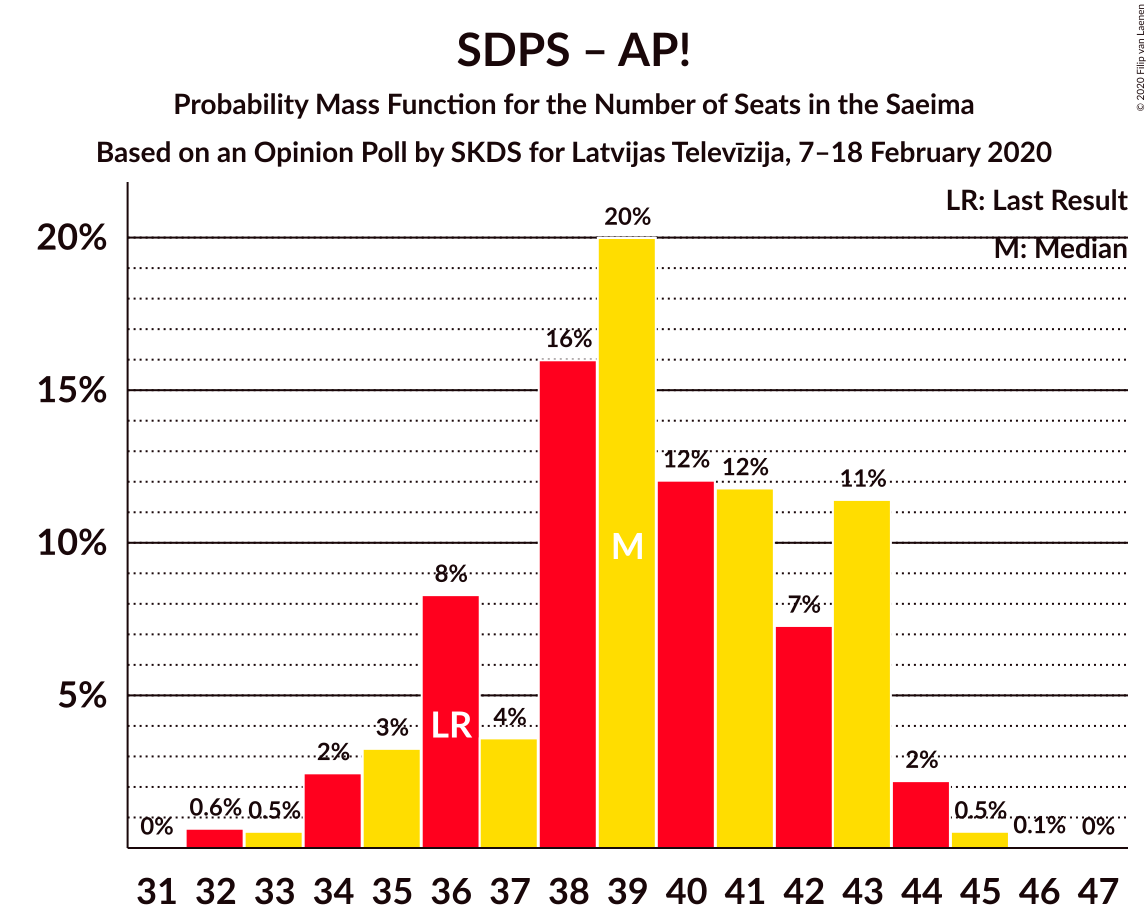 SDPS – AP!
Probability Mass Function for the Number of Seats in the Saeima
Based on an Opinion Poll by SKDS for Latvijas Televīzija, 7–18 February 2020
© 2020 Filip van Laenen
LR: Last Result
M: Median
20%
15%
10%
5%
0%
0.6%
0.5%
2%
3%
8%
4%
16%
20%
12%
12%
7%
11%
2%
0.5%
0.1%
0%
LR
M
31 32 33 34 35 36 37 38 39 40 41 42 43 44 45 46 47